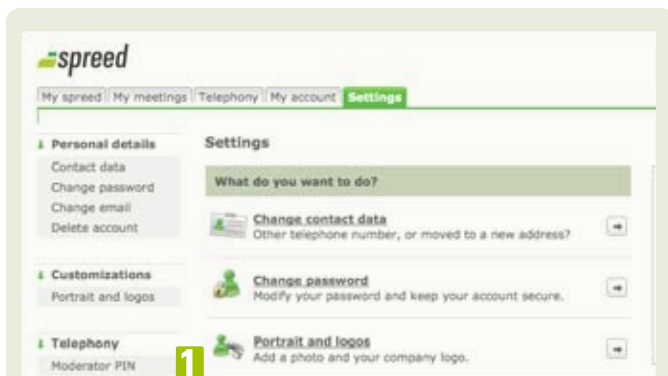 spreed
My spreed My meetings Telephony My account Settings
Personal details
Contact data
Change password
Change email
Delete account
Customizations
Portrait and logos
Telephony
Moderator PIN
Settings
What do you want to do?
Change contact data
Other telephone number, or moved to a new address?
Change password
Modify your password and keep your account secure.
Portrait and logos
Add a photo and your company logo.
1